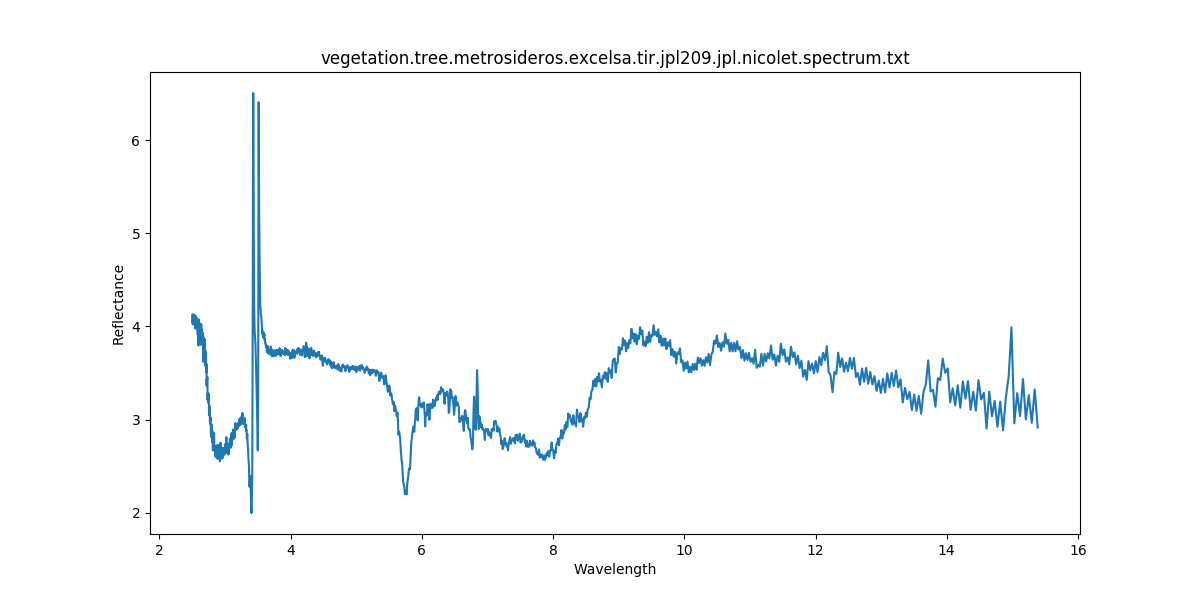 vegetation.tree.metrosideros.excelsa.tir.jpl209.jpl.nicolet.spectrum.txt
6
5
4
3
2
Reflectance
2 4 6 8 10 12 14 16
Wavelength